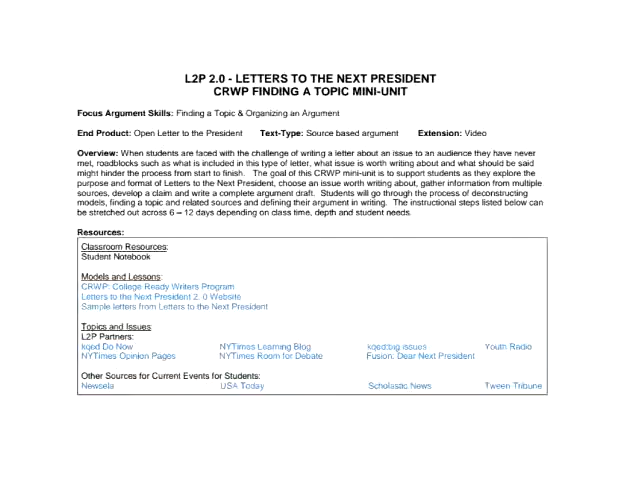 L2P 2.0 - LETTERS TO THE NEXT PRESIDENT
CRWP FINDING A TOPIC MINI-UNIT
Focus Argument Skills: Finding a Topic & Organizing an Argument
End Product: Open Letter to the President Text-Type: Source based argument Extension: Video
Overview: When students are faced with the challenge of writing a letter about an issue to an audience they have never
met, roadblocks such as what is included in this type of letter, what issue is worth writing about and what should be said
might hinder the process from start to finish. The goal of this CRWP mini-unit is to support students as they explore the
purpose and format of Letters to the Next President, choose an issue worth writing about, gather information from multiple
sources, develop a claim and write a complete argument draft. Students will go through the process of deconstructing
models, finding a topic and related sources and defining their argument in writing. The instructional steps listed below can
be stretched out across 6 – 12 days depending on class time, depth and student needs.
Resources:
Classroom Resources:
Student Notebook
Models and Lessons:
CRWP: College Ready Writers Program
Letters to the Next President 2. 0 Website
Sample letters from Letters to the Next President
Topics and Issues
L2P Partners:
kqed Do Now NYTimes Learning Blog kqed:big issues Youth Radio
NYTimes Opinion Pages NYTimes Room for Debate Fusion: Dear Next President
Other Sources for Current Events for Students:
Newsela USA Today Scholastic News Tween Tribune